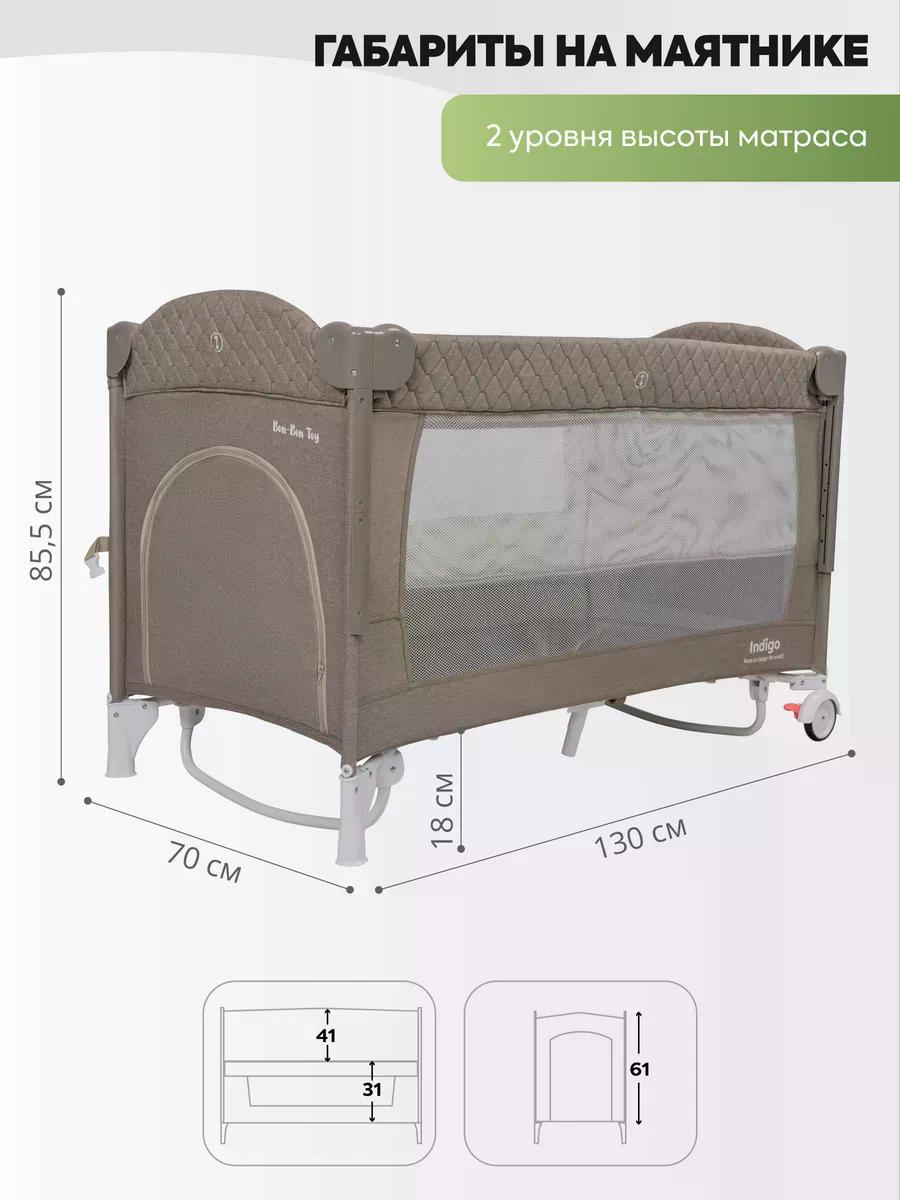 ГАБАРИТЫ НА МАЯТНИКЕ
2 уровня высоты матраса
85,5 см
Bon-Bon Toy
Indigo
70 см
18 см
130 см
41
31
61